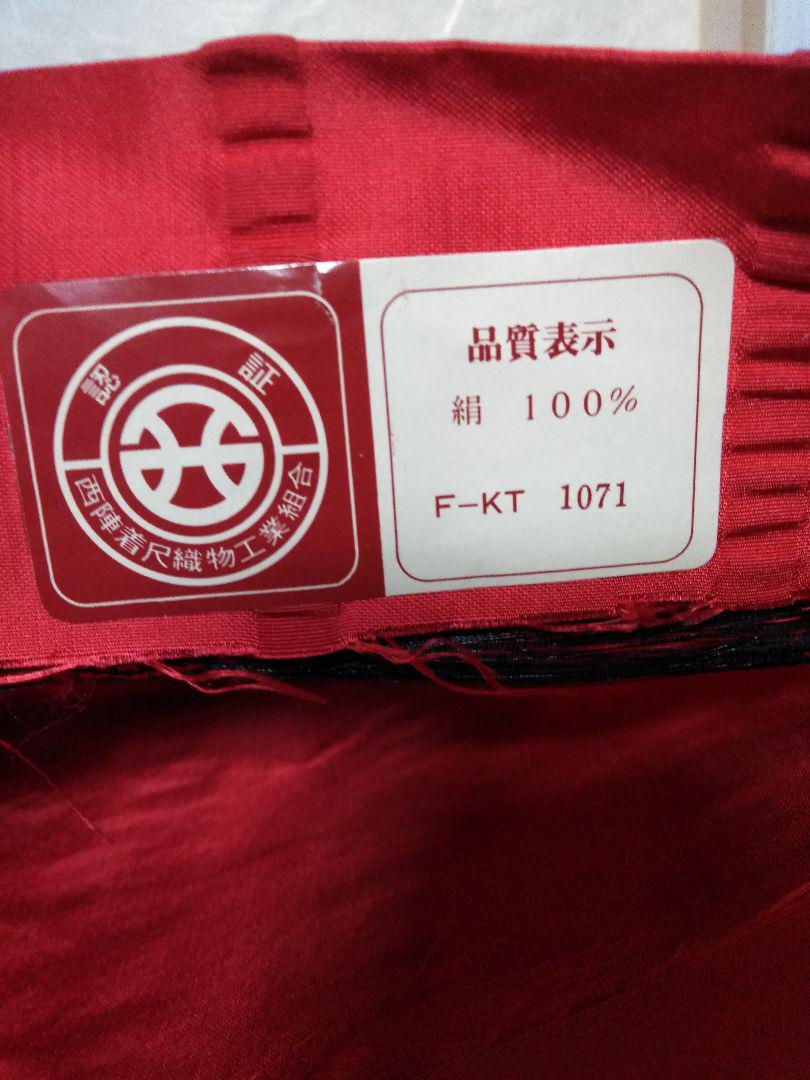 認証
西陣着尺織物工業組合
品質表示
絹 100%
F-KT 1071